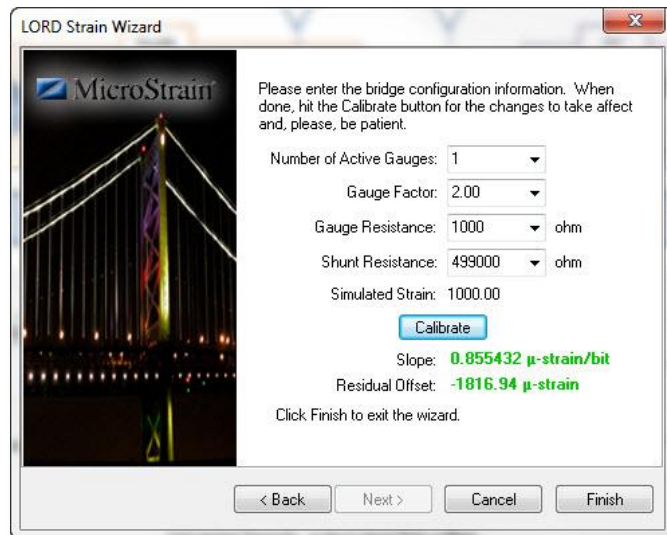 LORD Strain Wizard
MicroStrain
Please enter the bridge configuration information. When
done, hit the Calibrate button for the changes to take affect
and, please, be patient.
Number of Active Gauges: 1
Gauge Factor: 2.00
Gauge Resistance: 1000 ohm
Shunt Resistance: 499000 ohm
Simulated Strain: 1000.00
Calibrate
Slope: 0.855432 µ-strain/bit
Residual Offset: -1816.94 µ-strain
Click Finish to exit the wizard.
< Back Next > Cancel Finish